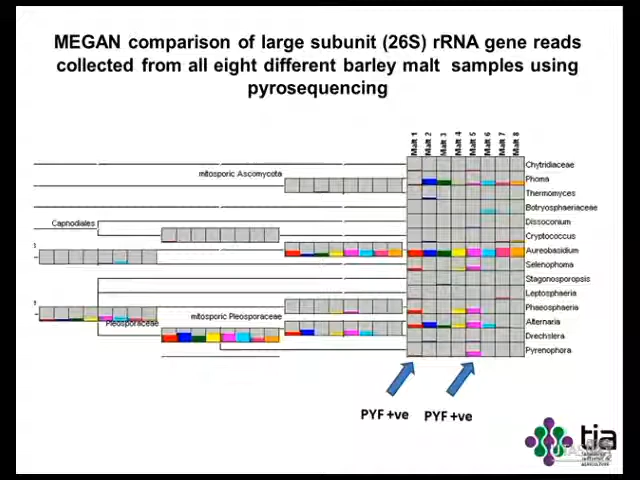 MEGAN comparison of large subunit (26S) rRNA gene reads
collected from all eight different barley malt samples using
pyrosequencing
Malt 1
Malt 2
Malt 3
Malt 4
Malt 5
Malt 6
Malt 7
Malt 8
Chytridiaceae
mitosporic Ascomycota
Phoma
Thermomyces
Botryosphaeriaceae
Capnodiales
Dissoconium
Cryptococcus
Aureobasidium
Selenophoma
Stagonosporopsis
Leptosphaeria
Phaeosphaeria
mitosporic Pleosporaceae
Pleosporaceae
Alternaria
Drechslera
Pyrenophora
PYF +ve
PYF +ve
tia